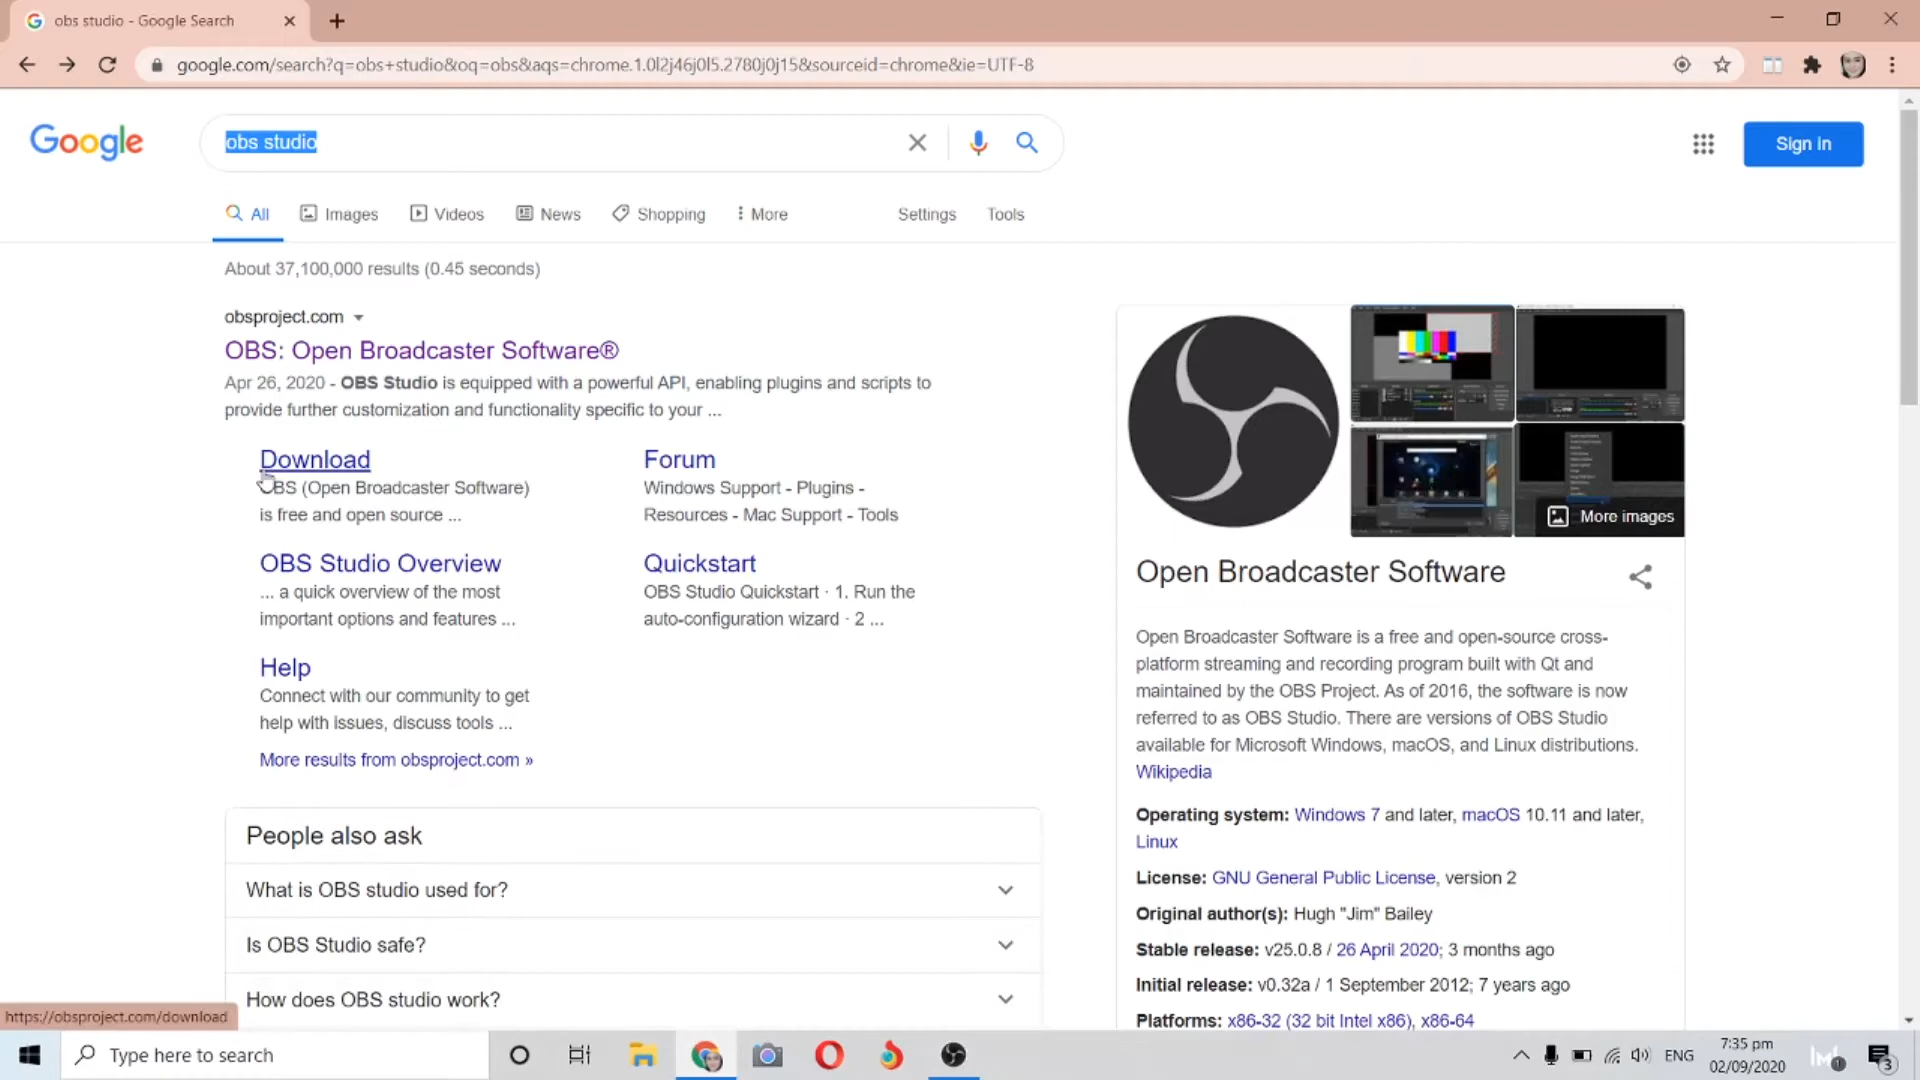 obs studio - Google Search
google.com/search?q=obs+studio&oq=obs&aqs=chrome.1.0l2j46j0l5.2780j0j15&sourceid=chrome&ie=UTF-8
Google
obs studio
Sign in
All
Images
Videos
News
Shopping
More
Settings
Tools
About 37,100,000 results (0.45 seconds)
obsproject.com
OBS: Open Broadcaster Software®
Apr 26, 2020 - OBS Studio is equipped with a powerful API, enabling plugins and scripts to
provide further customization and functionality specific to your ...
Download
OBS (Open Broadcaster Software)
is free and open source ...
Forum
Windows Support - Plugins -
Resources - Mac Support - Tools
OBS Studio Overview
... a quick overview of the most
important options and features ...
Quickstart
OBS Studio Quickstart · 1. Run the
auto-configuration wizard · 2 ...
Help
Connect with our community to get
help with issues, discuss tools ...
More results from obsproject.com »
People also ask
What is OBS studio used for?
Is OBS Studio safe?
How does OBS studio work?
More images
Open Broadcaster Software
Open Broadcaster Software is a free and open-source cross-
platform streaming and recording program built with Qt and
maintained by the OBS Project. As of 2016, the software is now
referred to as OBS Studio. There are versions of OBS Studio
available for Microsoft Windows, macOS, and Linux distributions.
Wikipedia
Operating system: Windows 7 and later, macOS 10.11 and later,
Linux
License: GNU General Public License, version 2
Original author(s): Hugh "Jim" Bailey
Stable release: v25.0.8 / 26 April 2020; 3 months ago
Initial release: v0.32a / 1 September 2012; 7 years ago
Platforms: x86-32 (32 bit Intel x86), x86-64
https://obsproject.com/download
Type here to search
ENG
7:35 pm
02/09/2020
1
3